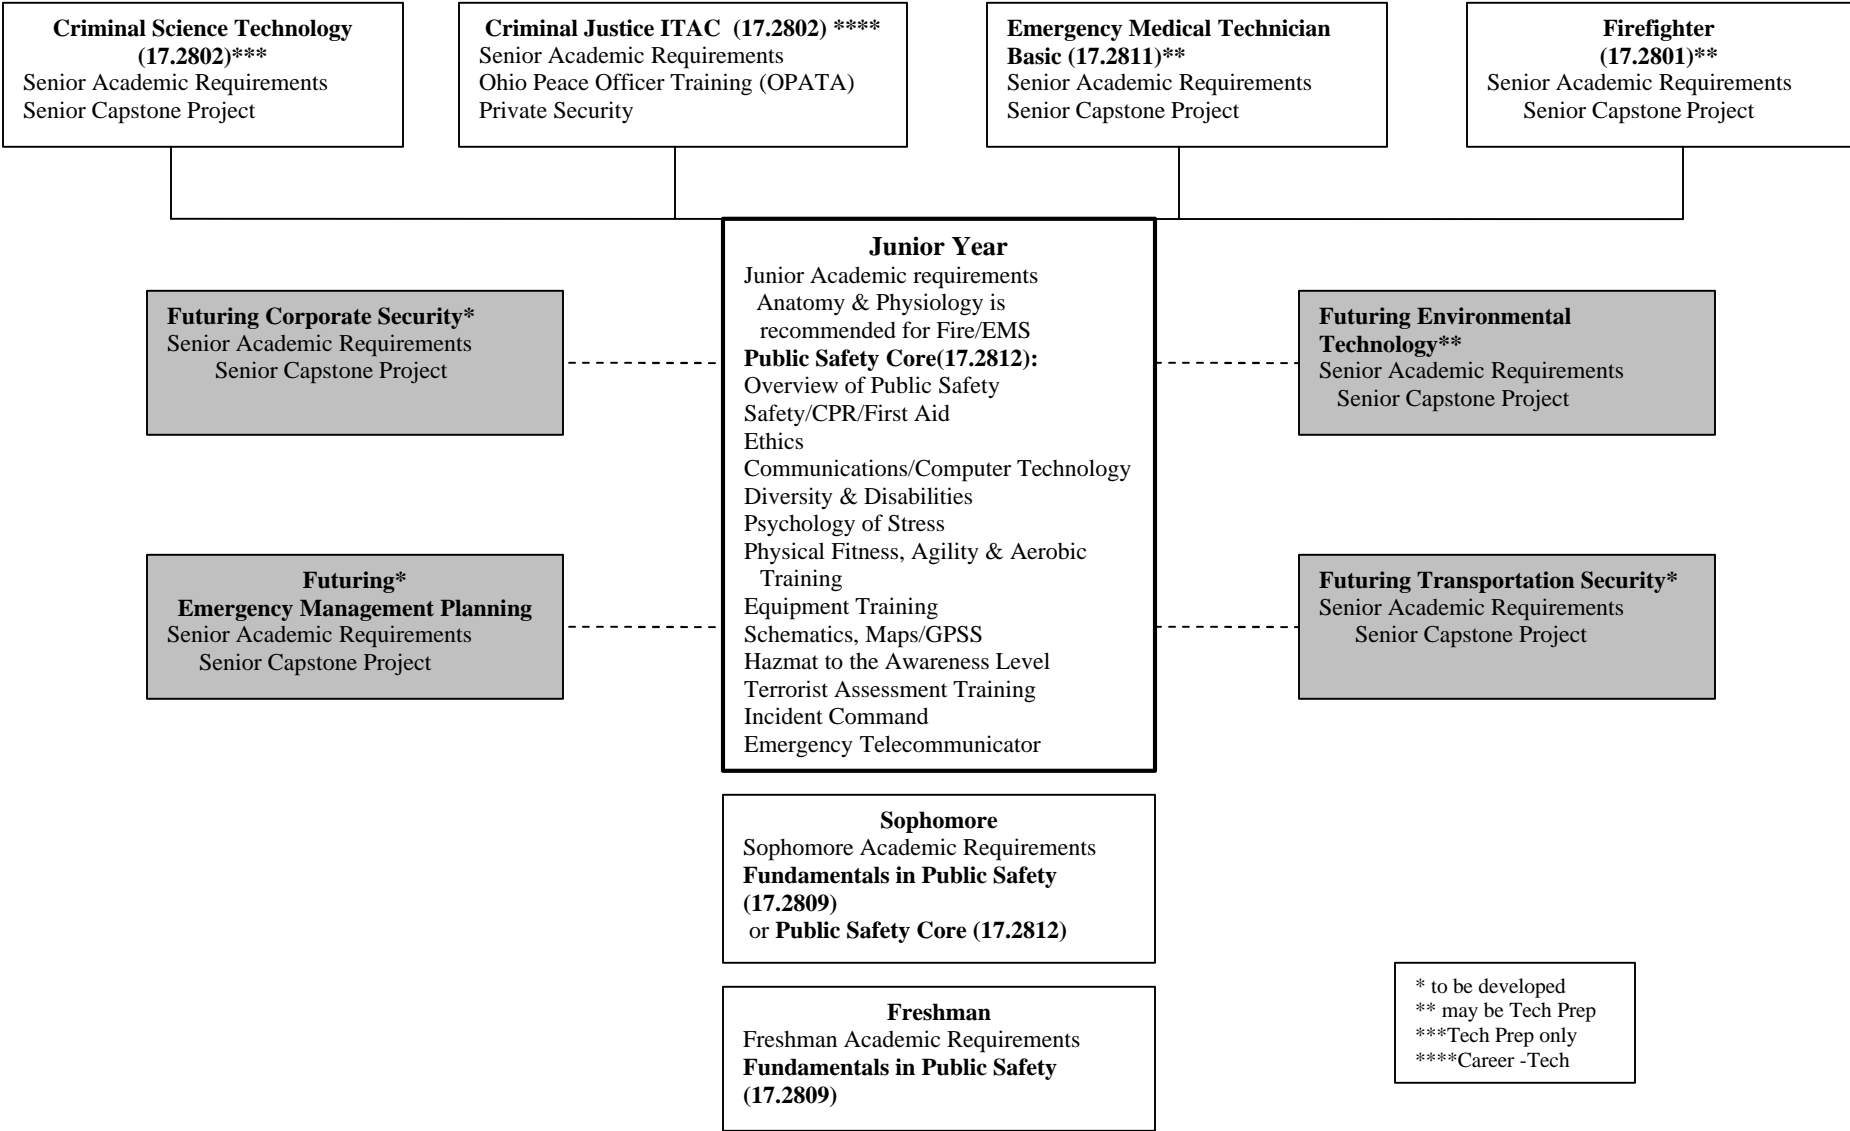 Criminal Science Technology
(17.2802)***
Senior Academic Requirements
Senior Capstone Project
Criminal Justice ITAC (17.2802) ****
Senior Academic Requirements
Ohio Peace Officer Training (OPATA)
Private Security
Emergency Medical Technician
Basic (17.2811)**
Senior Academic Requirements
Senior Capstone Project
Firefighter
(17.2801)**
Senior Academic Requirements
Senior Capstone Project
Futuring Corporate Security*
Senior Academic Requirements
Senior Capstone Project
Futuring*
Emergency Management Planning
Senior Academic Requirements
Senior Capstone Project
Junior Year
Junior Academic requirements
Anatomy & Physiology is
recommended for Fire/EMS
Public Safety Core(17.2812):
Overview of Public Safety
Safety/CPR/First Aid
Ethics
Communications/Computer Technology
Diversity & Disabilities
Psychology of Stress
Physical Fitness, Agility & Aerobic
Training
Equipment Training
Schematics, Maps/GPSS
Hazmat to the Awareness Level
Terrorist Assessment Training
Incident Command
Emergency Telecommunicator
Futuring Environmental
Technology**
Senior Academic Requirements
Senior Capstone Project
Futuring Transportation Security*
Senior Academic Requirements
Senior Capstone Project
Sophomore
Sophomore Academic Requirements
Fundamentals in Public Safety
(17.2809)
or Public Safety Core (17.2812)
Freshman
Freshman Academic Requirements
Fundamentals in Public Safety
(17.2809)
* to be developed
** may be Tech Prep
***Tech Prep only
****Career -Tech